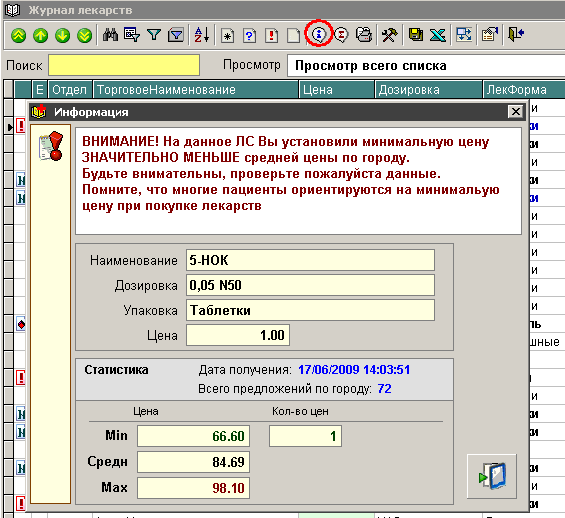 Журнал лекарств
Поиск
Просмотр
Просмотр всего списка
Е Отдел ТорговоеНаименование Цена Дозировка ЛекФорма
Информация
ВНИМАНИЕ! На данное ЛС Вы установили минимальную цену
ЗНАЧИТЕЛЬНО МЕНЬШЕ средней цены по городу.
Будьте внимательны, проверьте пожалуйста данные.
Помните, что многие пациенты ориентируются на минималую
цену при покупке лекарств
Наименование 5-НОК
Дозировка 0,05 N50
Упаковка Таблетки
Цена 1.00
Статистика Дата получения: 17/06/2009 14:03:51
Всего предложений по городу: 72
Цена Кол-во цен
Min 66.60 1
Средн 84.69
Max 98.10